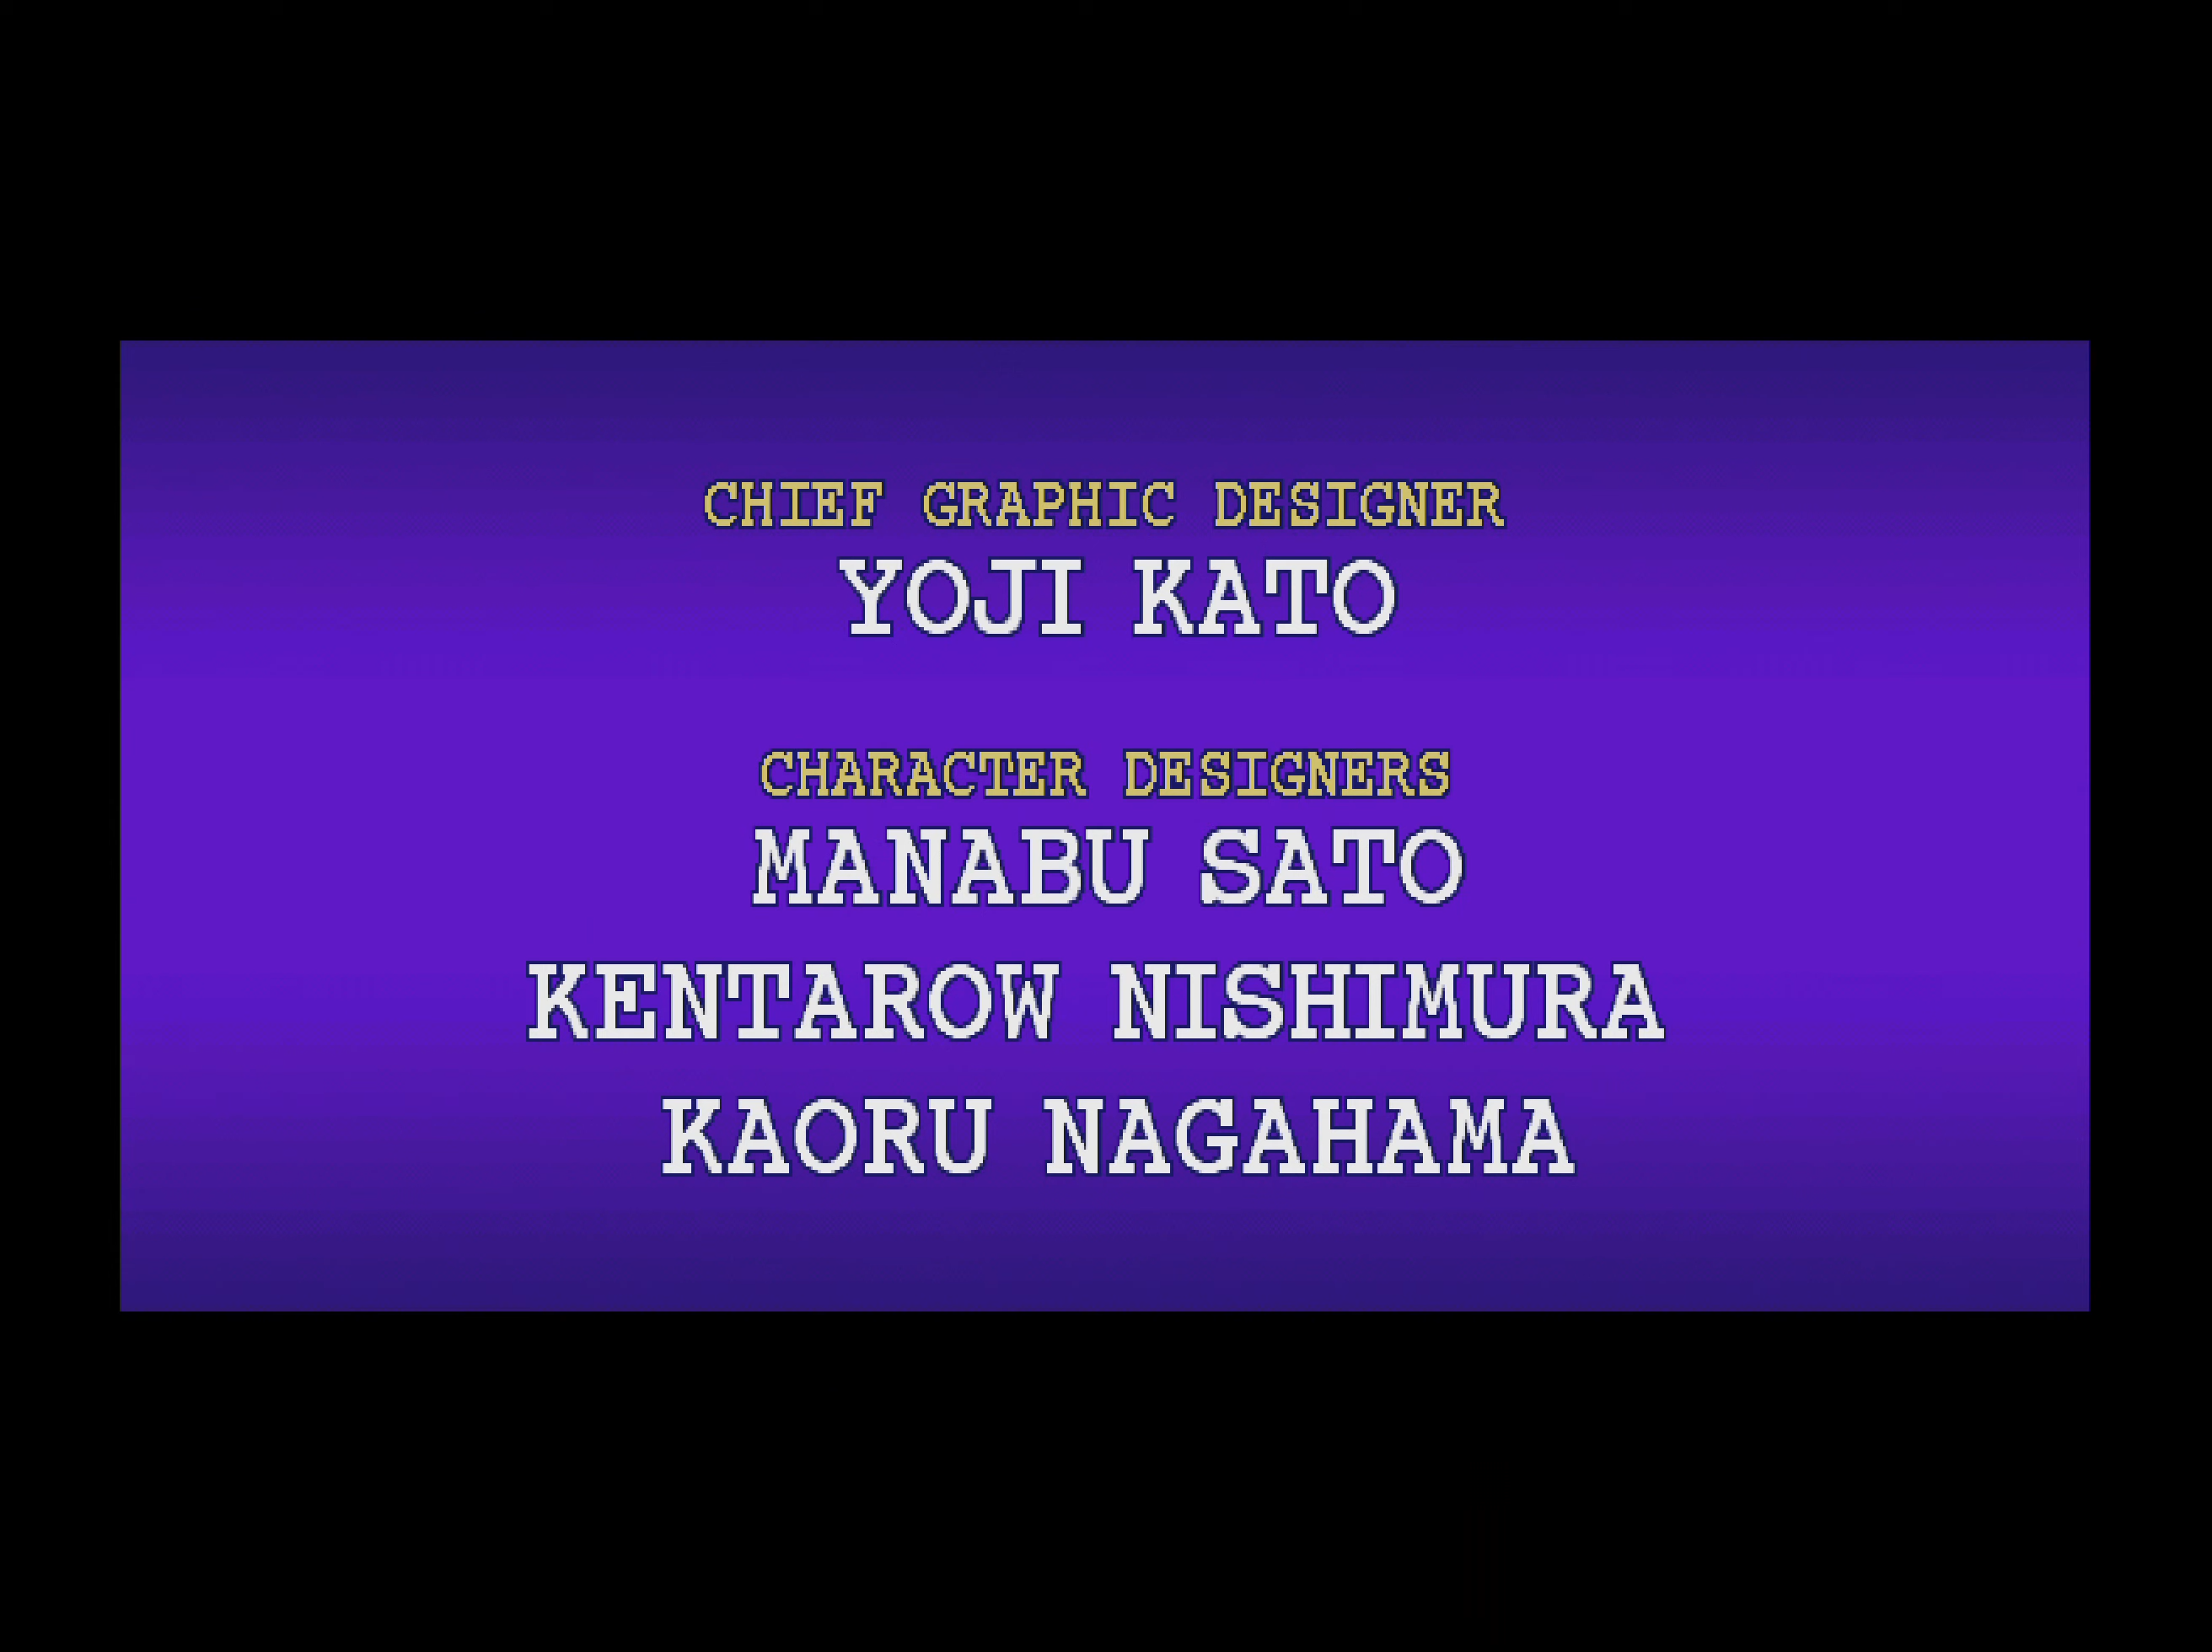 CHIEF GRAPHIC DESIGNER
YOJI KATO
CHARACTER DESIGNERS
MANABU SATO
KENTAROW NISHIMURA
KAORU NAGAHAMA